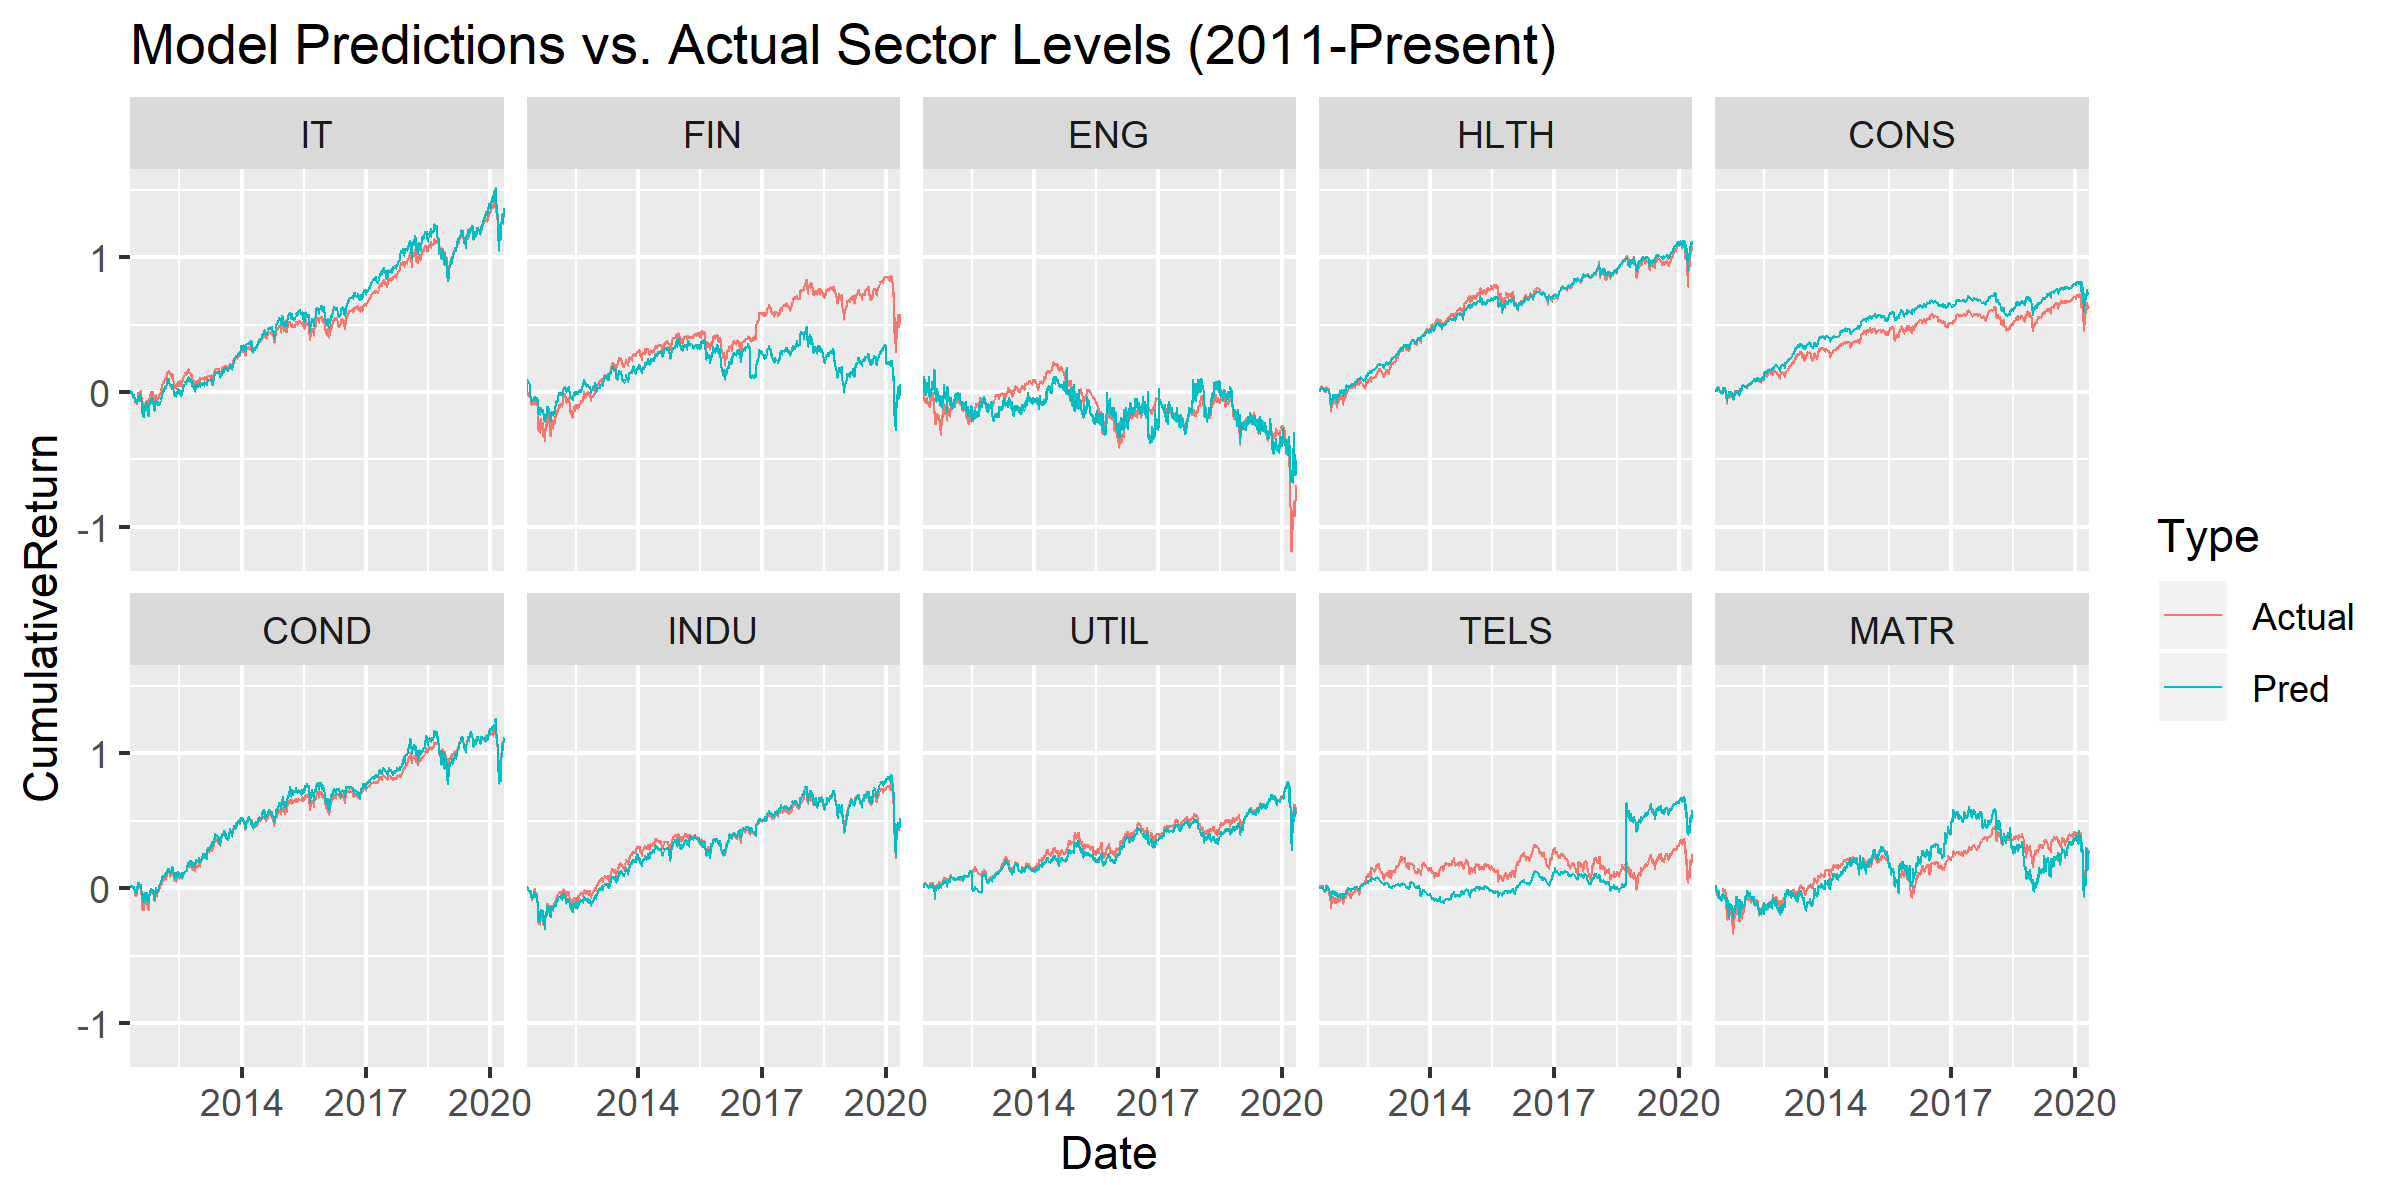 Model Predictions vs. Actual Sector Levels (2011-Present)
IT FIN ENG HLTH CONS
1
0
-1
COND INDU UTIL TELS MATR
1
0
-1
2014 2017 2020 2014 2017 2020 2014 2017 2020 2014 2017 2020 2014 2017 2020
Date
CumulativeReturn
Type
Actual
Pred